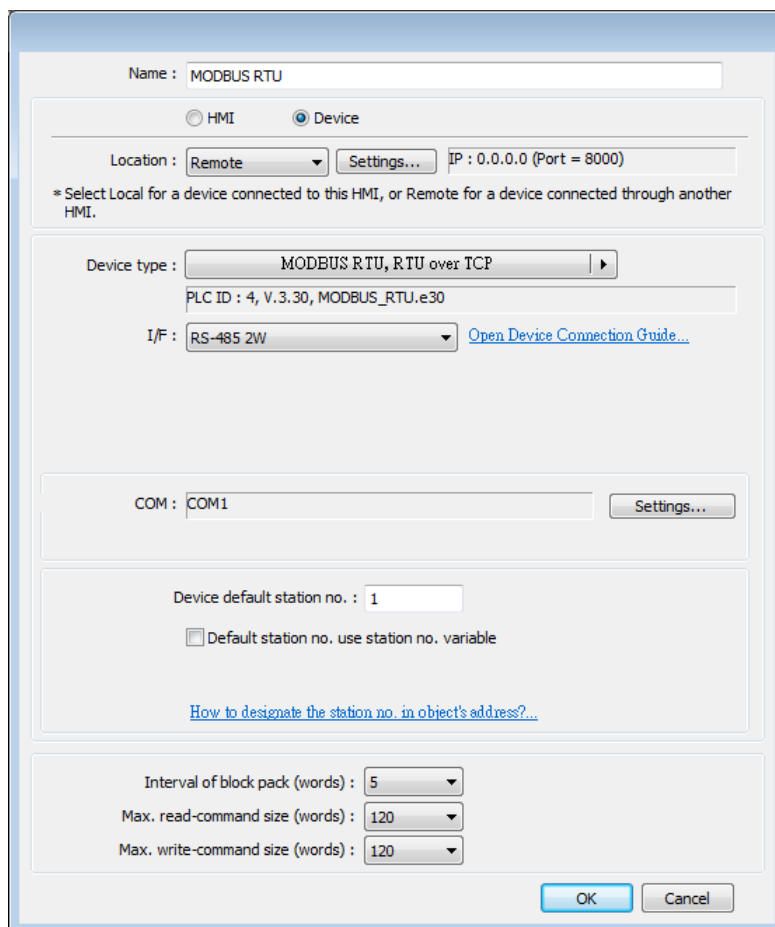 Name : MODBUS RTU
HMI Device
Location : Remote Settings... IP : 0.0.0.0 (Port = 8000)
* Select Local for a device connected to this HMI, or Remote for a device connected through another
HMI.
Device type : MODBUS RTU, RTU over TCP
PLC ID : 4, V.3.30, MODBUS_RTU.e30
I/F : RS-485 2W Open Device Connection Guide...
COM : COM1 Settings...
Device default station no. : 1
Default station no. use station no. variable
How to designate the station no. in object's address?...
Interval of block pack (words) : 5
Max. read-command size (words) : 120
Max. write-command size (words) : 120
OK Cancel